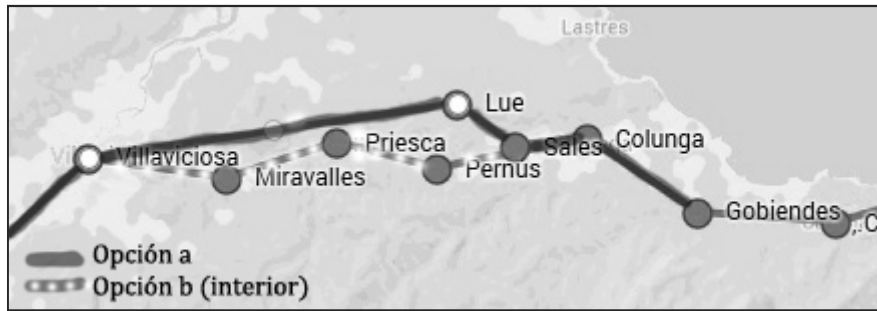 Lastres
Lue
Priesca
Sales
Colunga
Villaviciosa
Miravalles
Pernus
Gobiendes
Opción a
Opción b (interior)